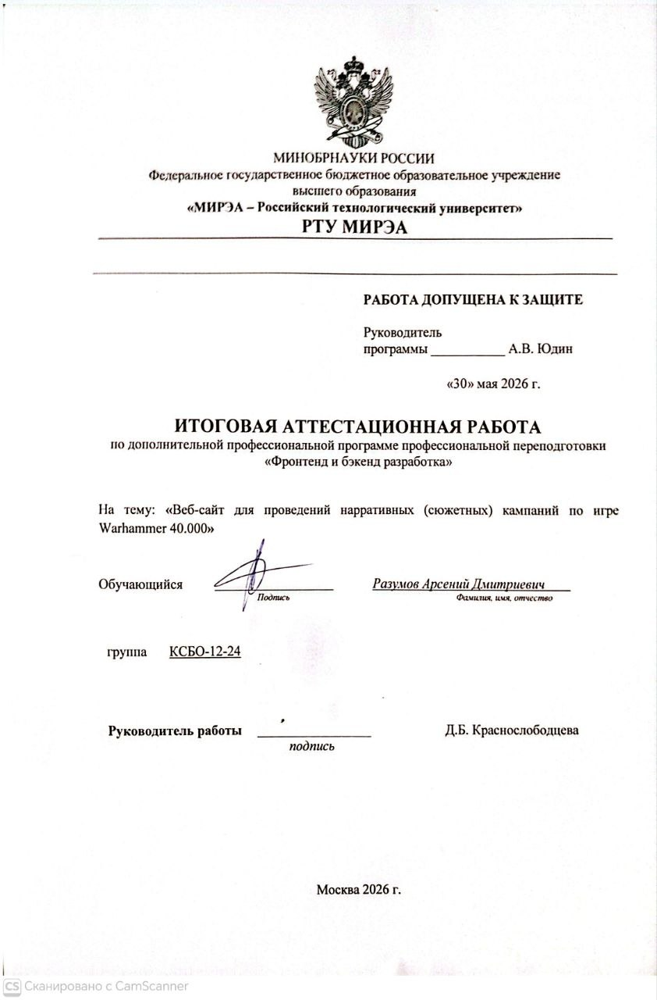 МИНОБРНАУКИ РОССИИ
Федеральное государственное бюджетное образовательное учреждение
высшего образования
«МИРЭА – Российский технологический университет»
РТУ МИРЭА
РАБОТА ДОПУЩЕНА К ЗАЩИТЕ
Руководитель
программы ___________ А.В. Юдин
«30» мая 2026 г.
ИТОГОВАЯ АТТЕСТАЦИОННАЯ РАБОТА
по дополнительной профессиональной программе профессиональной переподготовки
«Фронтенд и бэкенд разработка»
На тему: «Веб-сайт для проведений нарративных (сюжетных) кампаний по игре
Warhammer 40.000»
Обучающийся Разумов Арсений Дмитриевич
Подпись Фамилия, имя, отчество
группа КСБО-12-24
Руководитель работы _________________ Д.Б. Краснослободцева
подпись
Москва 2026 г.
CS Сканировано с CamScanner